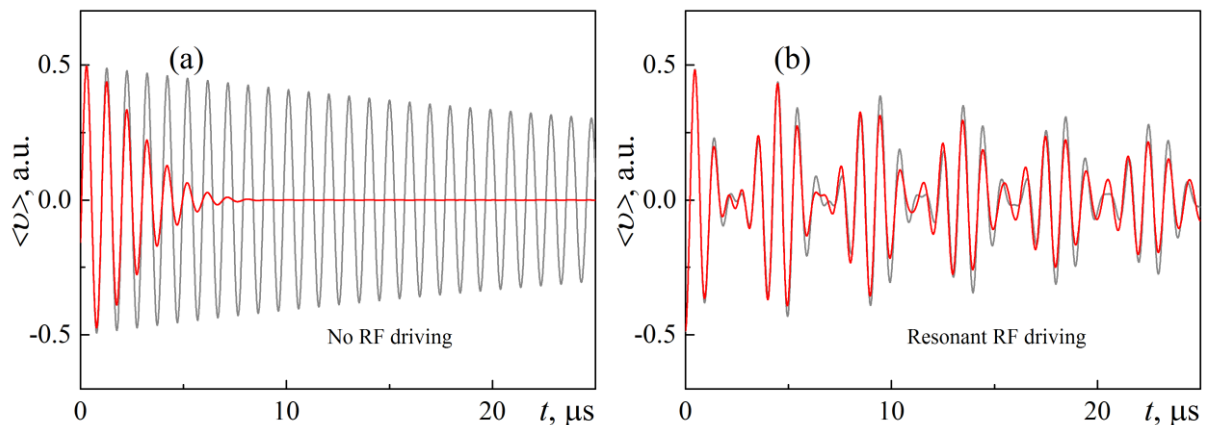 (a)
0.5
0.0
-0.5
<υ>, a.u.
No RF driving
0
10
20
t, μs
(b)
0.5
0.0
-0.5
<υ>, a.u.
Resonant RF driving
0
10
20
t, μs